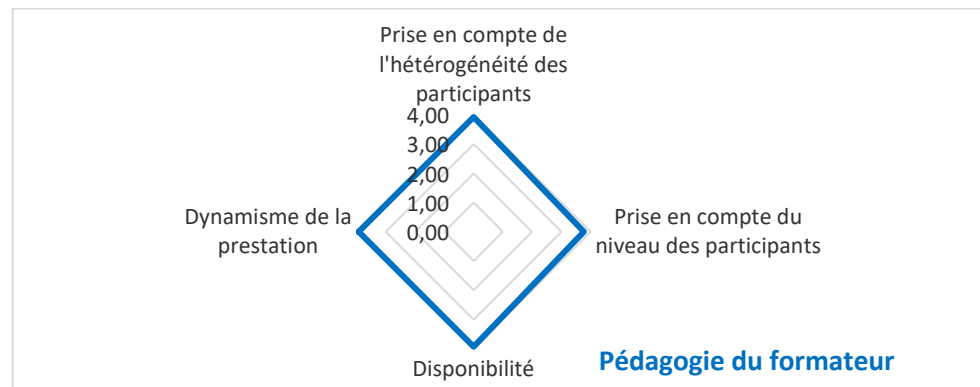 Prise en compte de
l'hétérogénéité des
participants
4,00
3,00
2,00
1,00
0,00
Dynamisme de la
prestation
Prise en compte du
niveau des participants
Disponibilité
Pédagogie du formateur